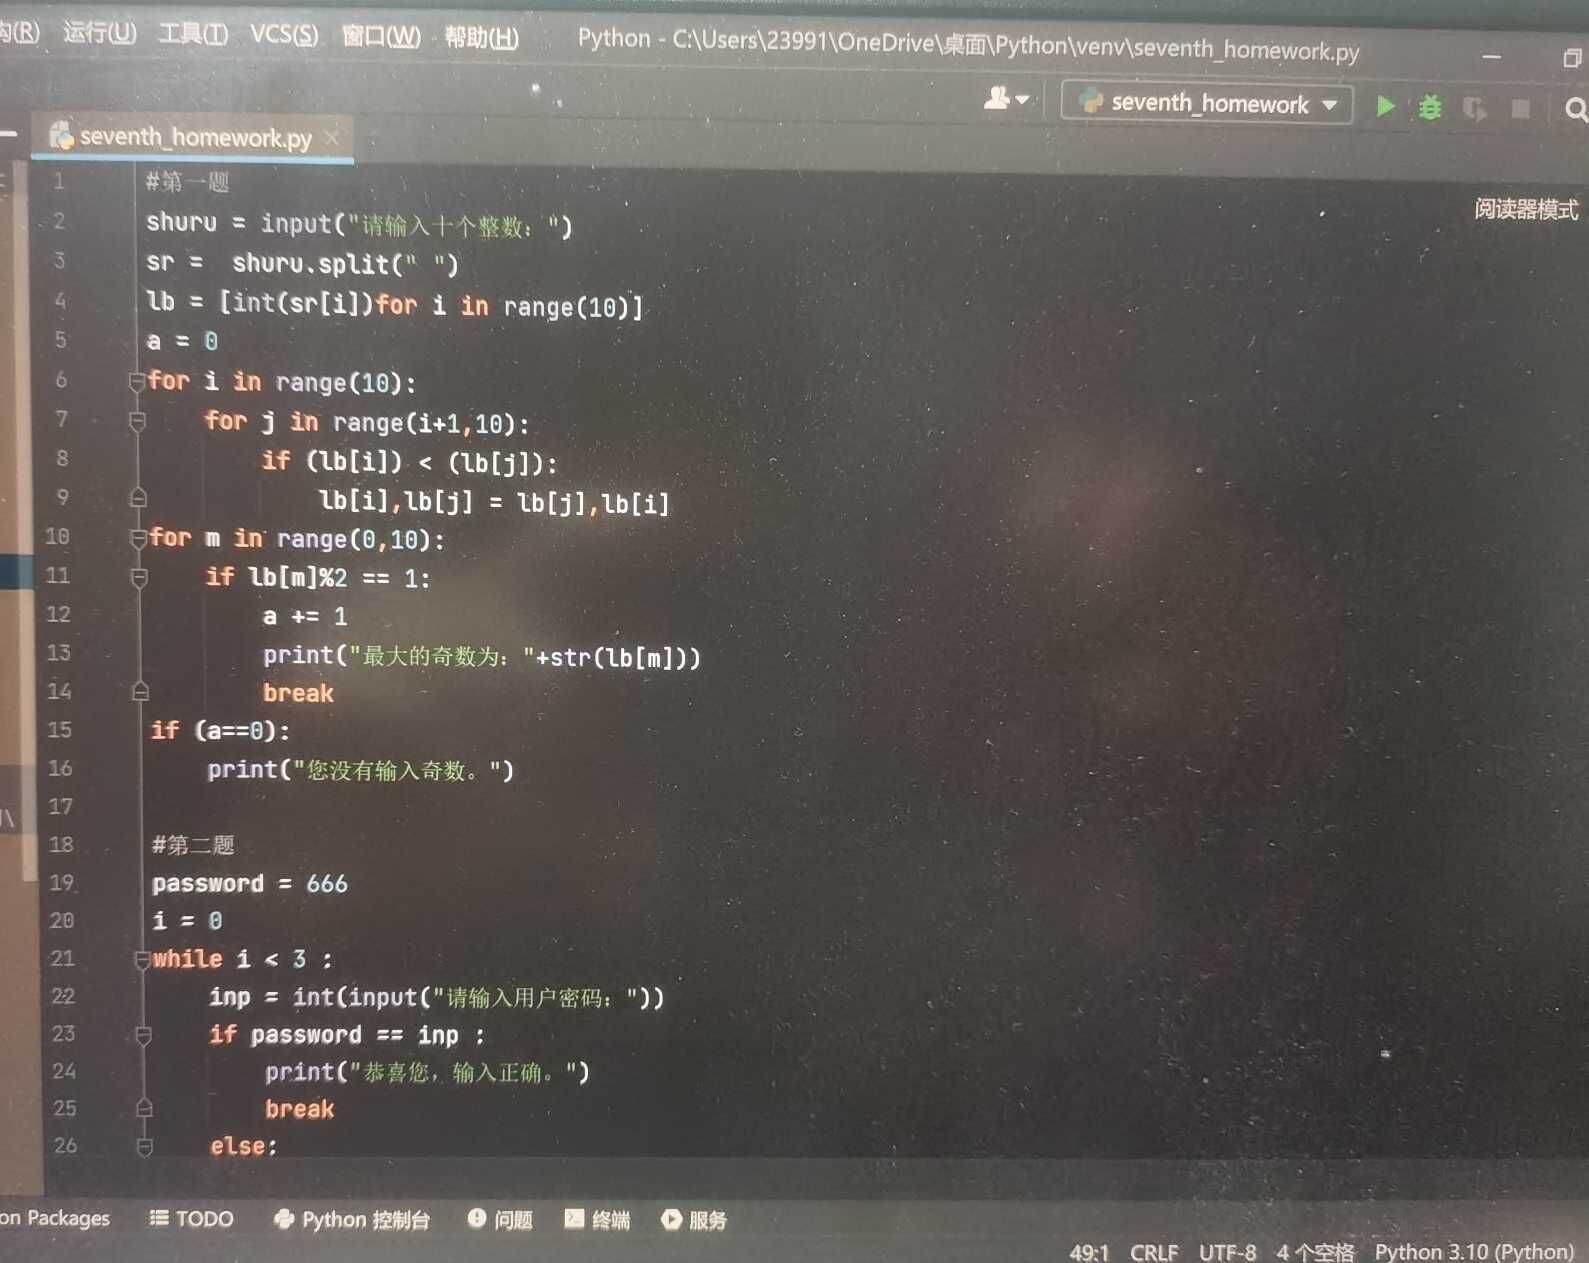 构(R) 运行(U) 工具(T) VCS(S) 窗口(W) 帮助(H) Python - C:\Users\23991\OneDrive\桌面\Python\venv\seventh_homework.py
seventh_homework
seventh_homework.py
阅读器模式
1 #第一题
2 shuru = input("请输入十个整数: ")
3 sr =  shuru.split(" ")
4 lb = [int(sr[i])for i in range(10)]
5 a = 0
6 for i in range(10):
7     for j in range(i+1,10):
8         if (lb[i]) < (lb[j]):
9             lb[i],lb[j] = lb[j],lb[i]
10 for m in range(0,10):
11     if lb[m]%2 == 1:
12         a += 1
13         print("最大的奇数为: "+str(lb[m]))
14         break
15 if (a==0):
16     print("您没有输入奇数。")
17
18 #第二题
19 password = 666
20 i = 0
21 while i < 3 :
22     inp = int(input("请输入用户密码: "))
23     if password == inp :
24         print("恭喜您, 输入正确。")
25         break
26     else:
on Packages TODO Python 控制台 问题 终端 服务
49:1 CRLF UTF-8 4 个空格 Python 3.10 (Python)